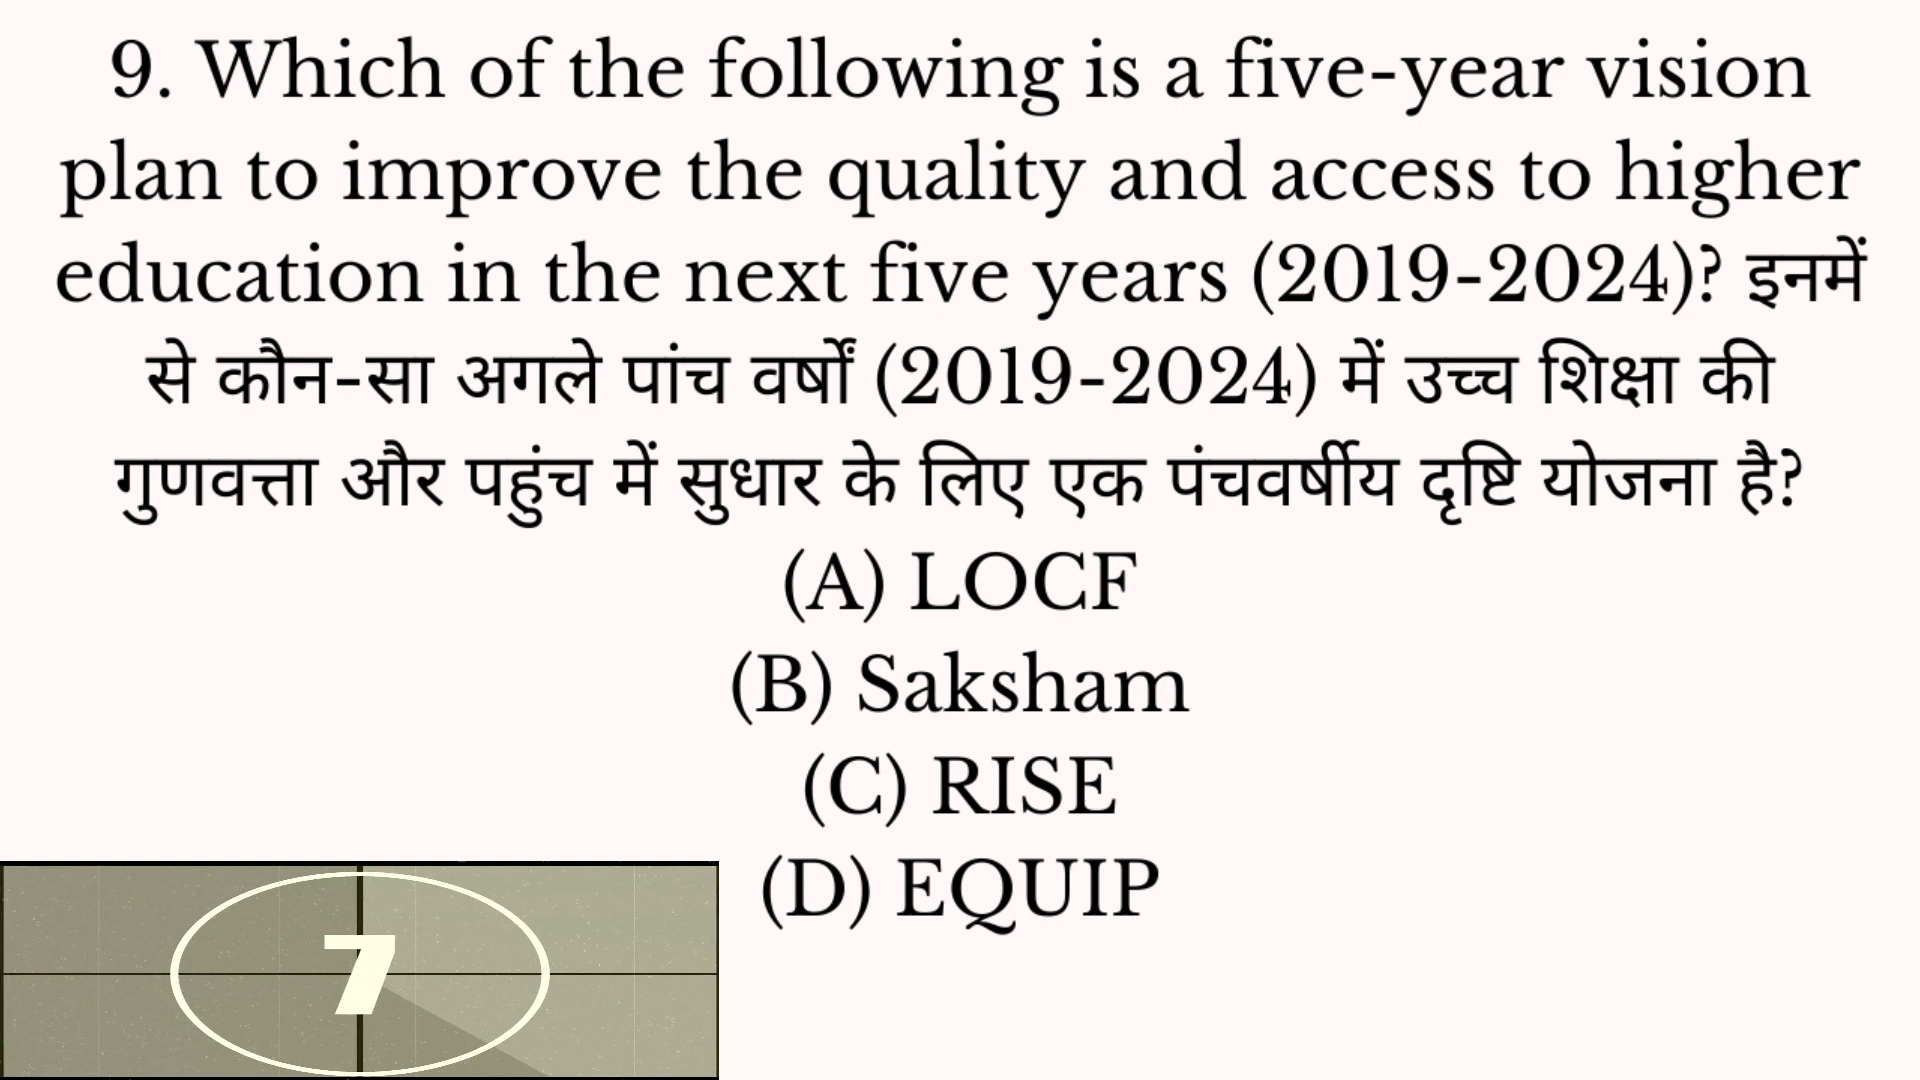 9. Which of the following is a five-year vision
plan to improve the quality and access to higher
education in the next five years (2019-2024)? इनमें
से कौन-सा अगले पांच वर्षों (2019-2024) में उच्च शिक्षा की
गुणवत्ता और पहुंच में सुधार के लिए एक पंचवर्षीय दृष्टि योजना है?
(A) LOCF
(B) Saksham
(C) RISE
(D) EQUIP
7